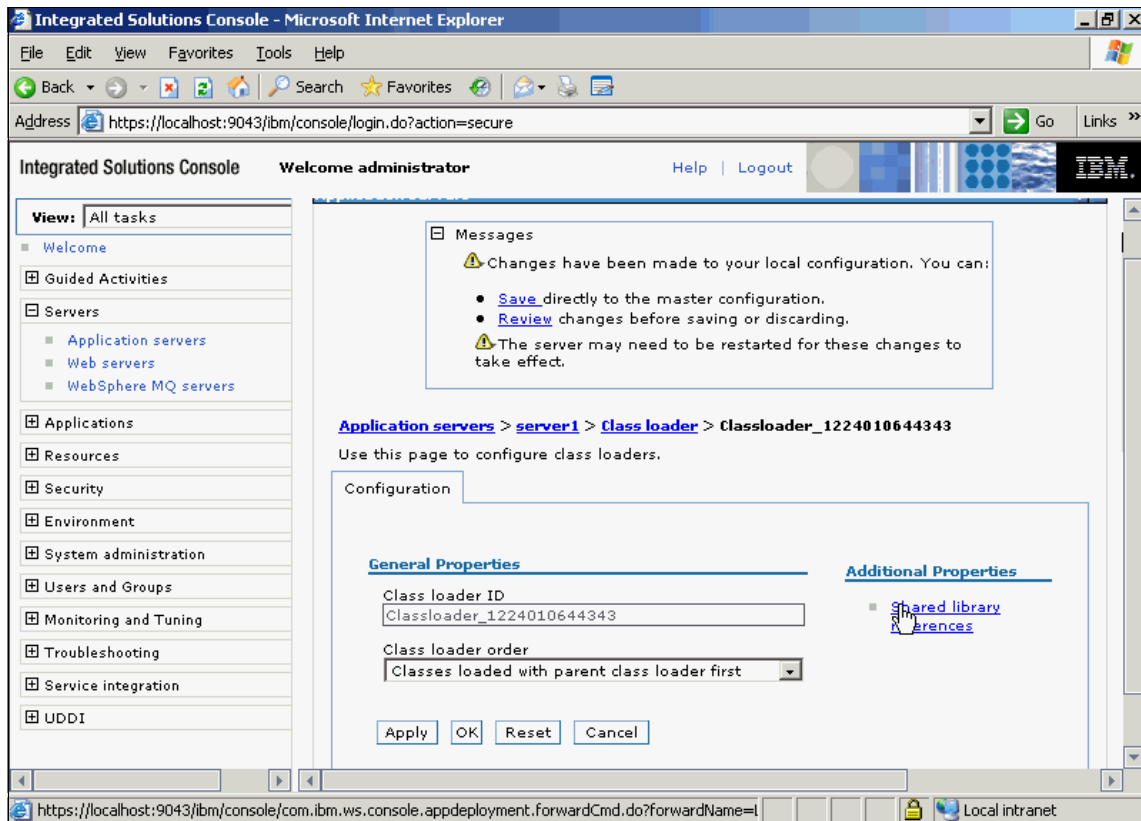 Integrated Solutions Console - Microsoft Internet Explorer
File Edit View Favorites Tools Help
Back Search Favorites
Address https://localhost:9043/ibm/console/login.do?action=secure Go Links »
Integrated Solutions Console Welcome administrator Help | Logout IBM.
View: All tasks
Welcome
Guided Activities
Servers
Application servers
Web servers
WebSphere MQ servers
Applications
Resources
Security
Environment
System administration
Users and Groups
Monitoring and Tuning
Troubleshooting
Service integration
UDDI
Messages
Changes have been made to your local configuration. You can:
Save directly to the master configuration.
Review changes before saving or discarding.
The server may need to be restarted for these changes to
take effect.
Application servers > server1 > Class loader > Classloader_1224010644343
Use this page to configure class loaders.
Configuration
General Properties
Class loader ID
Classloader_1224010644343
Class loader order
Classes loaded with parent class loader first
Apply OK Reset Cancel
Additional Properties
Shared library
references
https://localhost:9043/ibm/console/com.ibm.ws.console.appdeployment.forwardCmd.do?forwardName=l Local intranet